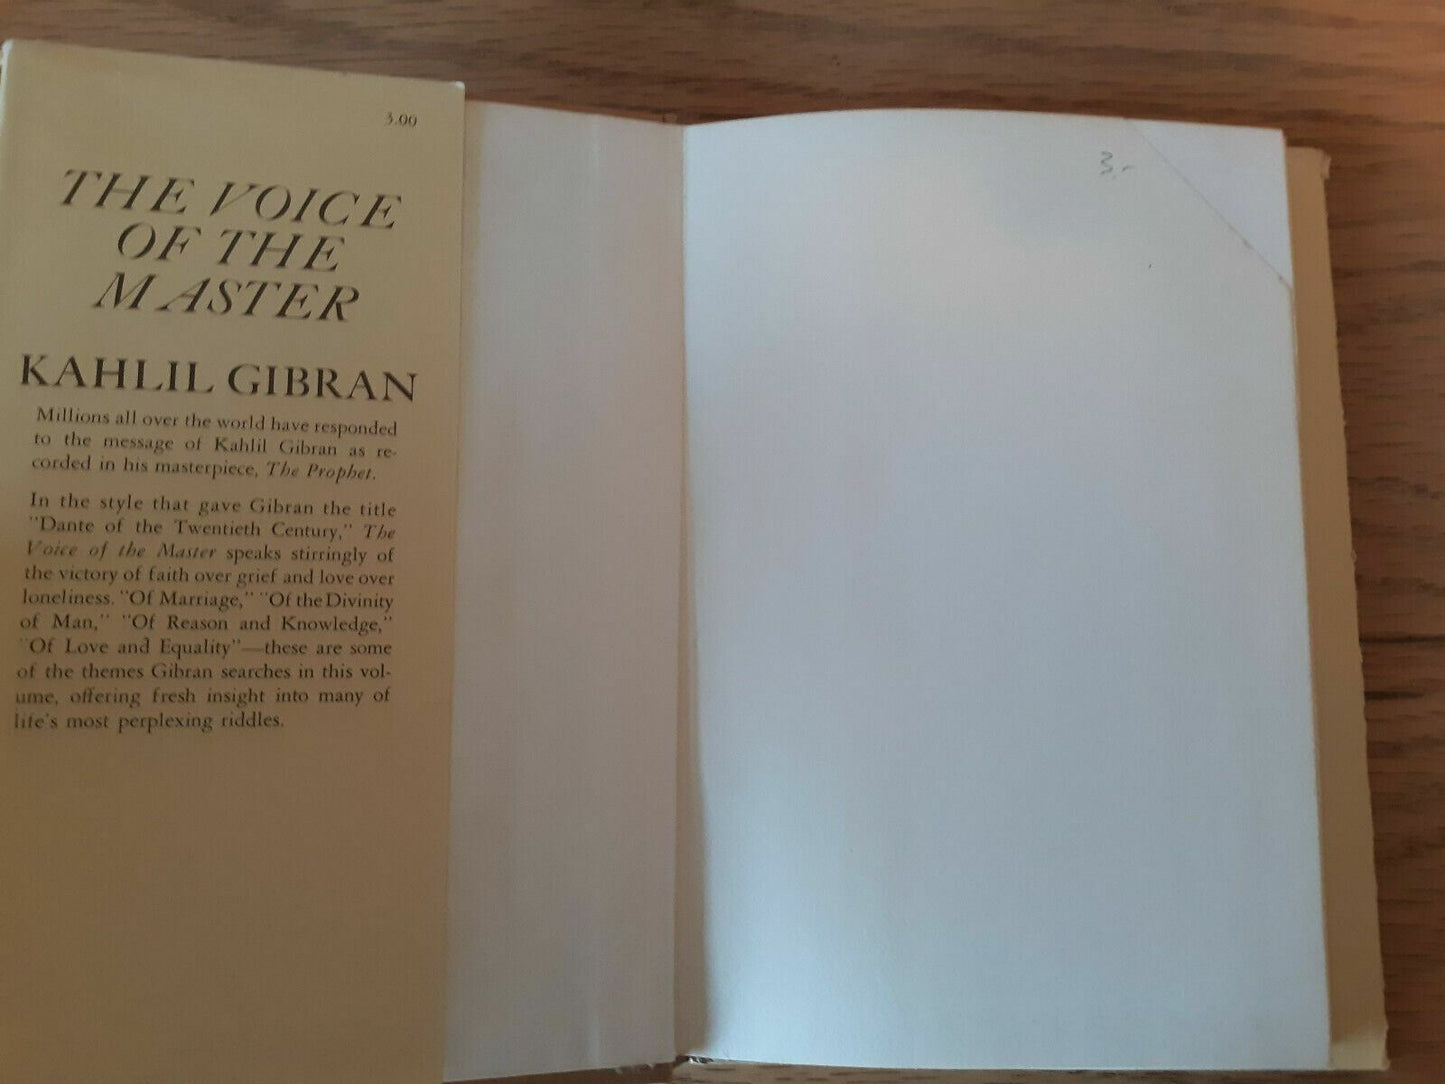 3.00
THE VOICE
OF THE
MASTER
KAHLIL GIBRAN
Millions all over the world have responded
to the message of Kahlil Gibran as re-
corded in his masterpiece, The Prophet.
In the style that gave Gibran the title
"Dante of the Twentieth Century," The
Voice of the Master speaks stirringly of
the victory of faith over grief and love over
loneliness. "Of Marriage," "Of the Divinity
of Man," "Of Reason and Knowledge,"
"Of Love and Equality"—these are some
of the themes Gibran searches in this vol-
ume, offering fresh insight into many of
life's most perplexing riddles.
3.-